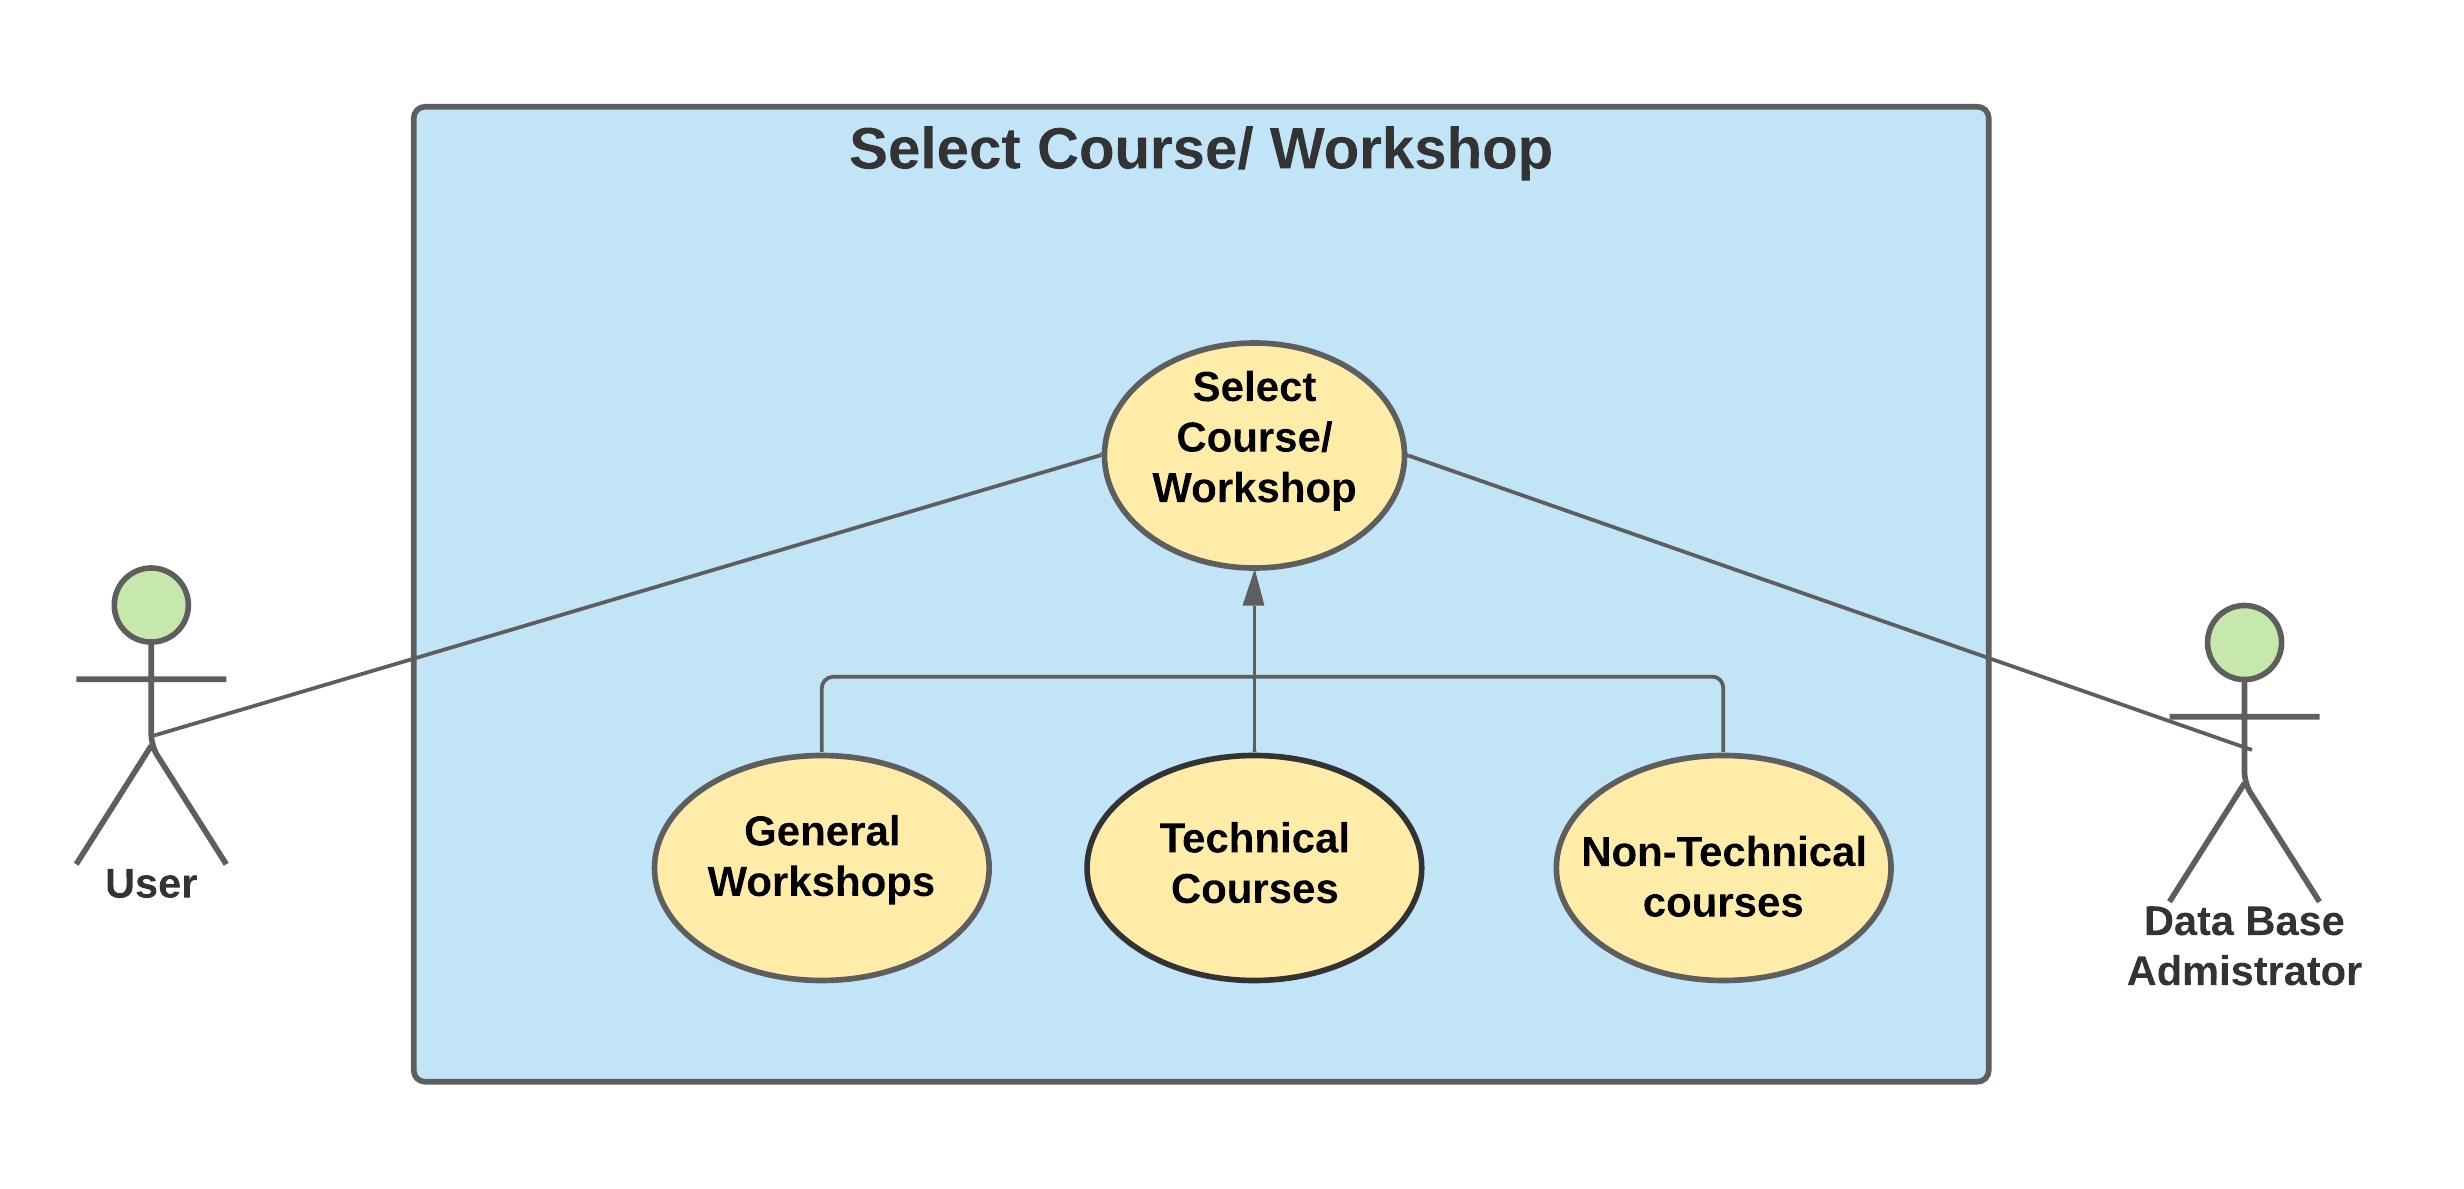 Select Course/ Workshop
Select
Course/
Workshop
General
Workshops
Technical
Courses
Non-Technical
courses
User
Data Base
Admistrator